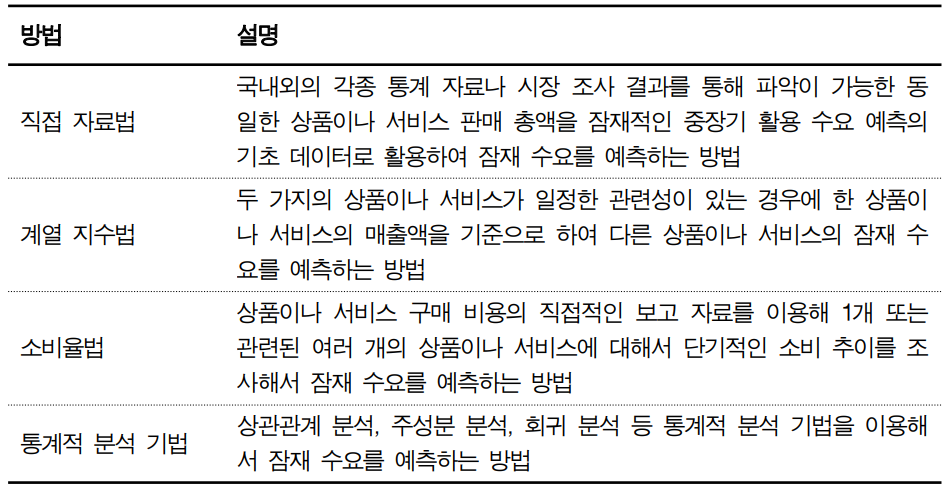 방법 설명
국내외의 각종 통계 자료나 시장 조사 결과를 통해 파악이 가능한 동
직접 자료법 일한 상품이나 서비스 판매 총액을 잠재적인 중장기 활용 수요 예측의
기초 데이터로 활용하여 잠재 수요를 예측하는 방법
두 가지의 상품이나 서비스가 일정한 관련성이 있는 경우에 한 상품이
계열 지수법 나 서비스의 매출액을 기준으로 하여 다른 상품이나 서비스의 잠재 수
요를 예측하는 방법
상품이나 서비스 구매 비용의 직접적인 보고 자료를 이용해 1개 또는
소비율법 관련된 여러 개의 상품이나 서비스에 대해서 단기적인 소비 추이를 조
사해서 잠재 수요를 예측하는 방법
통계적 분석 기법 상관관계 분석, 주성분 분석, 회귀 분석 등 통계적 분석 기법을 이용해
서 잠재 수요를 예측하는 방법